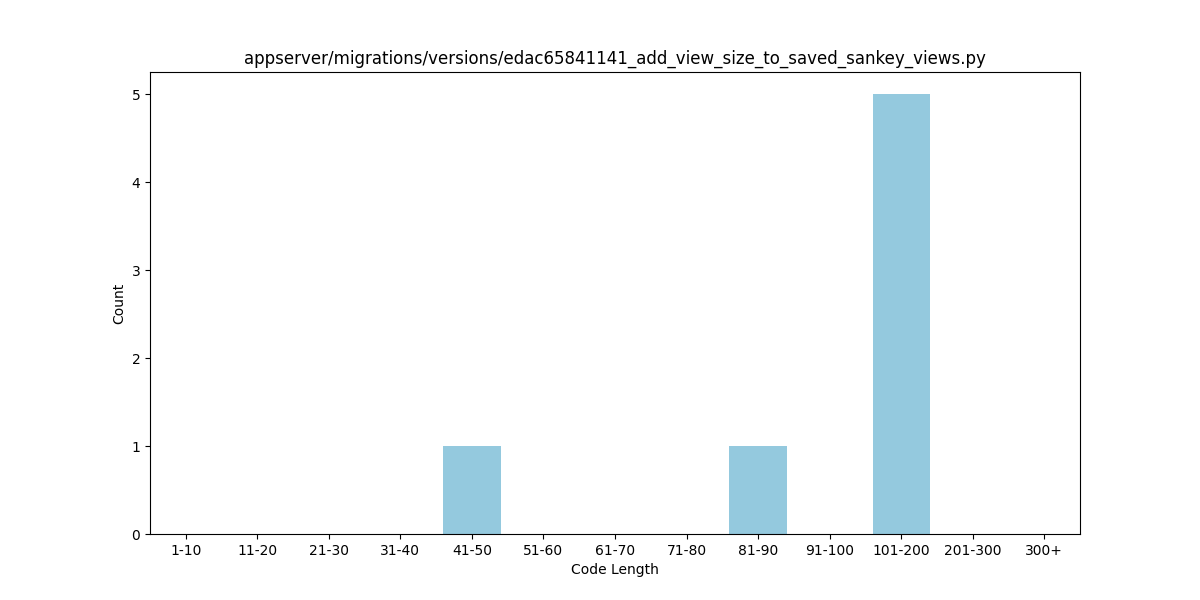 appserver/migrations/versions/edac65841141_add_view_size_to_saved_sankey_views.py
5
4
3
2
1
0
Count
1-10 11-20 21-30 31-40 41-50 51-60 61-70 71-80 81-90 91-100 101-200 201-300 300+
Code Length